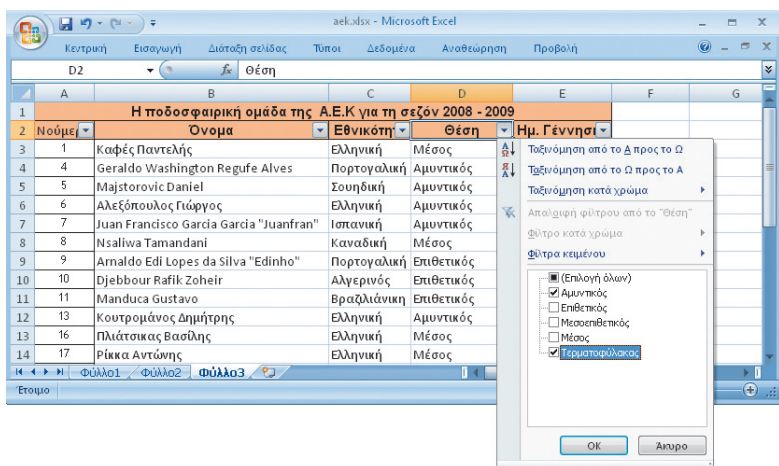 aek.xlsx - Microsoft Excel
Κεντρική Εισαγωγή Διάταξη σελίδας Τύποι Δεδομένα Αναθεώρηση Προβολή
D2 fx Θέση
A B C D E F G
1 Η ποδοσφαιρική ομάδα της Α.Ε.Κ για τη σεζόν 2008 - 2009
2 Νούμε Όνομα Εθνικότη Θέση Ημ. Γέννησι
3 1 Καφές Παντελής Ελληνική Μέσος
4 4 Geraldo Washington Regufe Alves Πορτογαλική Αμυντικός
5 5 Majstorovic Daniel Σουηδική Αμυντικός
6 6 Αλεξόπουλος Γιώργος Ελληνική Αμυντικός
7 7 Juan Francisco Garcia Garcia "Juanfran" Ισπανική Αμυντικός
8 8 Nsaliwa Tamandani Καναδική Μέσος
9 9 Arnaldo Edi Lopes da Silva "Edinho" Πορτογαλική Επιθετικός
10 10 Djebbour Rafik Zoheir Αλγερινός Επιθετικός
11 11 Manduca Gustavo Βραζιλιάνικη Επιθετικός
12 13 Κουτρομάνος Δημήτρης Ελληνική Αμυντικός
13 16 Πλιάτσικας Βασίλης Ελληνική Μέσος
14 17 Ρίκκα Αντώνης Ελληνική Μέσος
Φύλλο1 Φύλλο2 Φύλλο3
Έτοιμο
Ταξινόμηση από το Α προς το Ω
Ταξινόμηση από το Ω προς το Α
Ταξινόμηση κατά χρώμα
Απαλοιφή φίλτρου από το "Θέση"
Φίλτρο κατά χρώμα
Φίλτρα κειμένου
(Επιλογή όλων)
Αμυντικός
Επιθετικός
Μεσοεπιθετικός
Μέσος
Τερματοφύλακας
OK Άκυρο